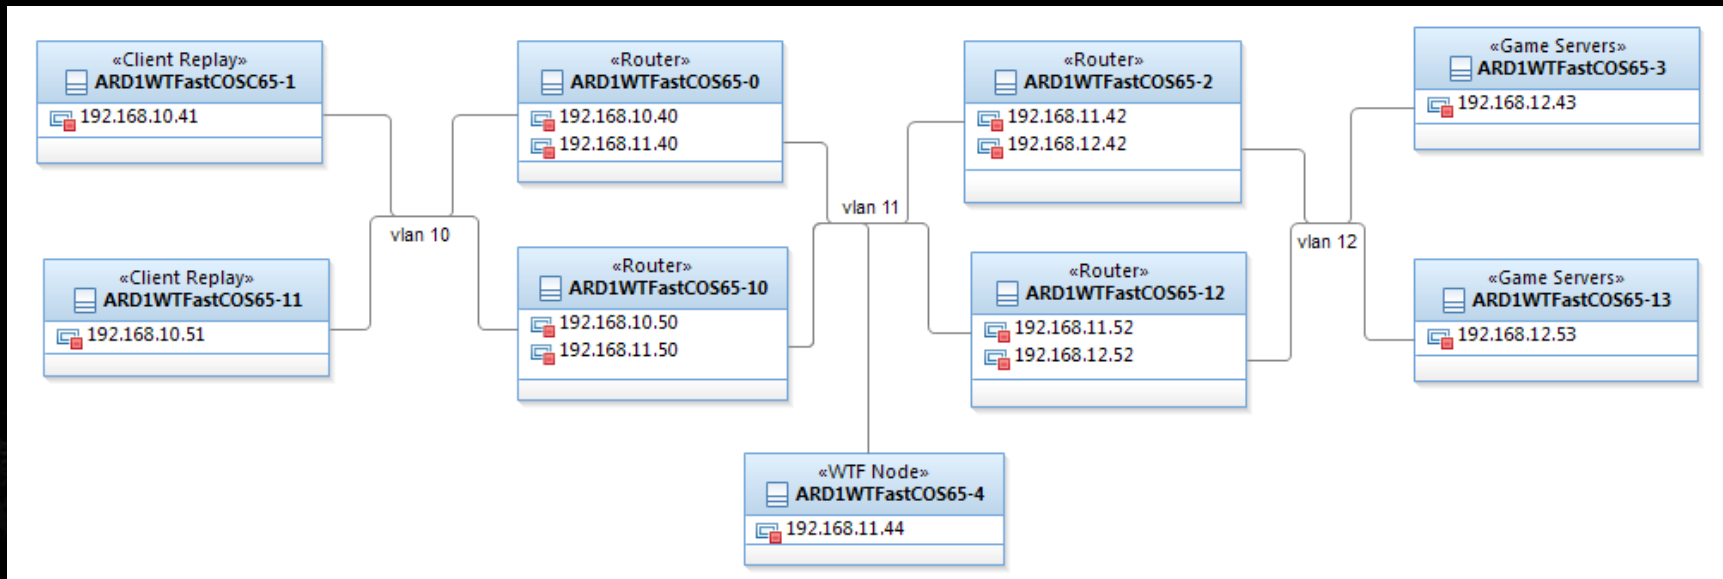 «Client Replay»
ARD1WTFastCOSC65-1
192.168.10.41
«Router»
ARD1WTFastCOS65-0
192.168.10.40
192.168.11.40
«Router»
ARD1WTFastCOS65-2
192.168.11.42
192.168.12.42
«Game Servers»
ARD1WTFastCOS65-3
192.168.12.43
vlan 10
vlan 11
vlan 12
«Client Replay»
ARD1WTFastCOS65-11
192.168.10.51
«Router»
ARD1WTFastCOS65-10
192.168.10.50
192.168.11.50
«Router»
ARD1WTFastCOS65-12
192.168.11.52
192.168.12.52
«Game Servers»
ARD1WTFastCOS65-13
192.168.12.53
«WTF Node»
ARD1WTFastCOS65-4
192.168.11.44